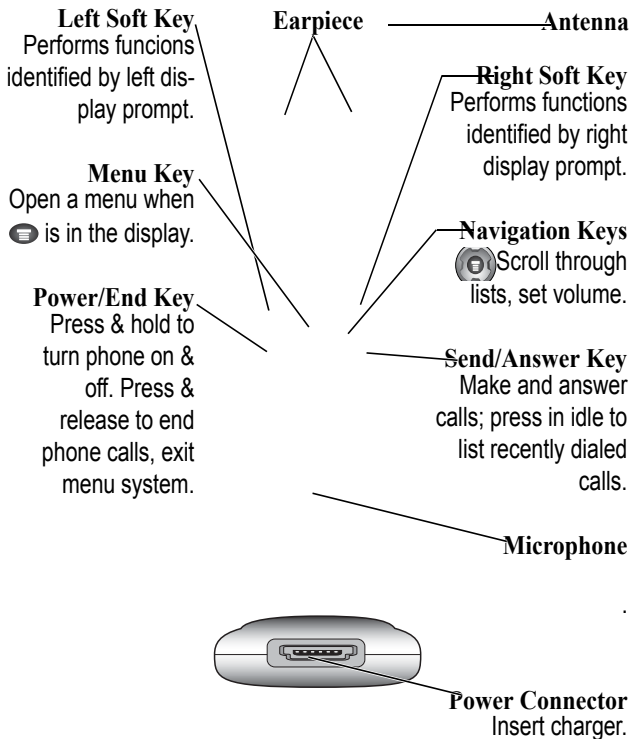 Left Soft Key
Performs funcions
identified by left dis-
play prompt.
Earpiece
Antenna
Right Soft Key
Performs functions
identified by right
display prompt.
Menu Key
Open a menu when
is in the display.
Navigation Keys
Scroll through
lists, set volume.
Power/End Key
Press & hold to
turn phone on &
off. Press &
release to end
phone calls, exit
menu system.
Send/Answer Key
Make and answer
calls; press in idle to
list recently dialed
calls.
Microphone
.
Power Connector
Insert charger.